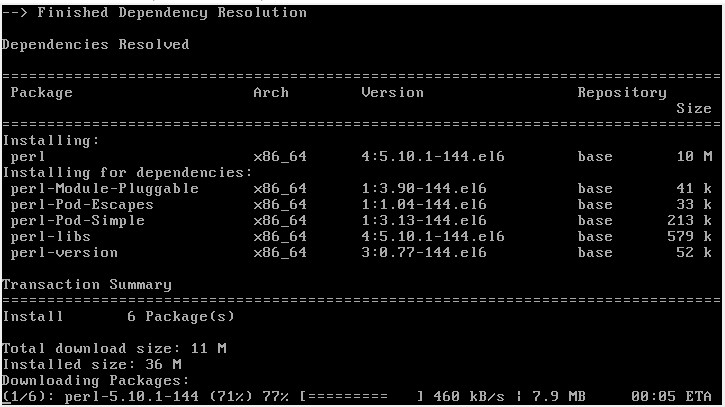 --> Finished Dependency Resolution
Dependencies Resolved
================================================================================
Package Arch Version Repository
Size
================================================================================
Installing:
perl x86_64 4:5.10.1-144.el6 base 10 M
Installing for dependencies:
perl-Module-Pluggable x86_64 1:3.90-144.el6 base 41 k
perl-Pod-Escapes x86_64 1:1.04-144.el6 base 33 k
perl-Pod-Simple x86_64 1:3.13-144.el6 base 213 k
perl-libs x86_64 4:5.10.1-144.el6 base 579 k
perl-version x86_64 3:0.77-144.el6 base 52 k
Transaction Summary
================================================================================
Install 6 Package(s)
Total download size: 11 M
Installed size: 36 M
Downloading Packages:
(1/6): perl-5.10.1-144 (71%) 77% [========= ] 460 kB/s | 7.9 MB 00:05 ETA